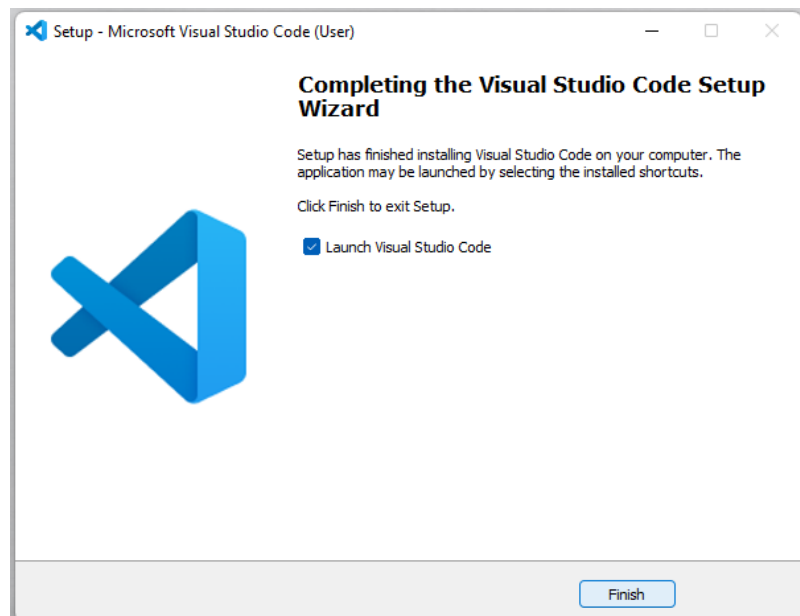 Setup - Microsoft Visual Studio Code (User)
Completing the Visual Studio Code Setup
Wizard
Setup has finished installing Visual Studio Code on your computer. The
application may be launched by selecting the installed shortcuts.
Click Finish to exit Setup.
Launch Visual Studio Code
Finish